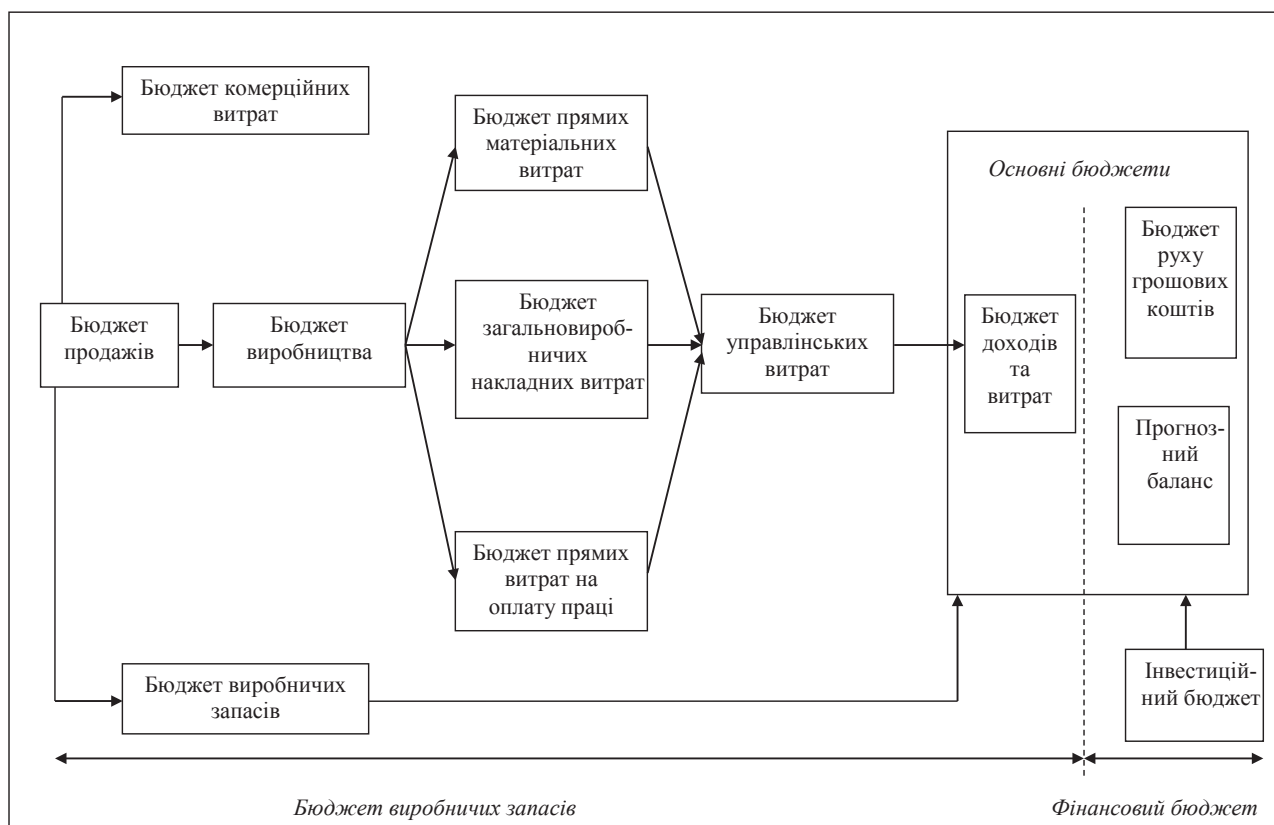 Бюджет комерційних
витрат
Бюджет прямих
матеріальних
витрат
Основні бюджети
Бюджет
руху
грошових
коштів
Бюджет
продажів
Бюджет
виробництва
Бюджет
загальновироб-
ничих
накладних витрат
Бюджет
управлінських
витрат
Бюджет
доходів
та
витрат
Прогноз-
ний
баланс
Бюджет прямих
витрат на
оплату праці
Бюджет виробничих
запасів
Інвестицій-
ний бюджет
Бюджет виробничих запасів
Фінансовий бюджет